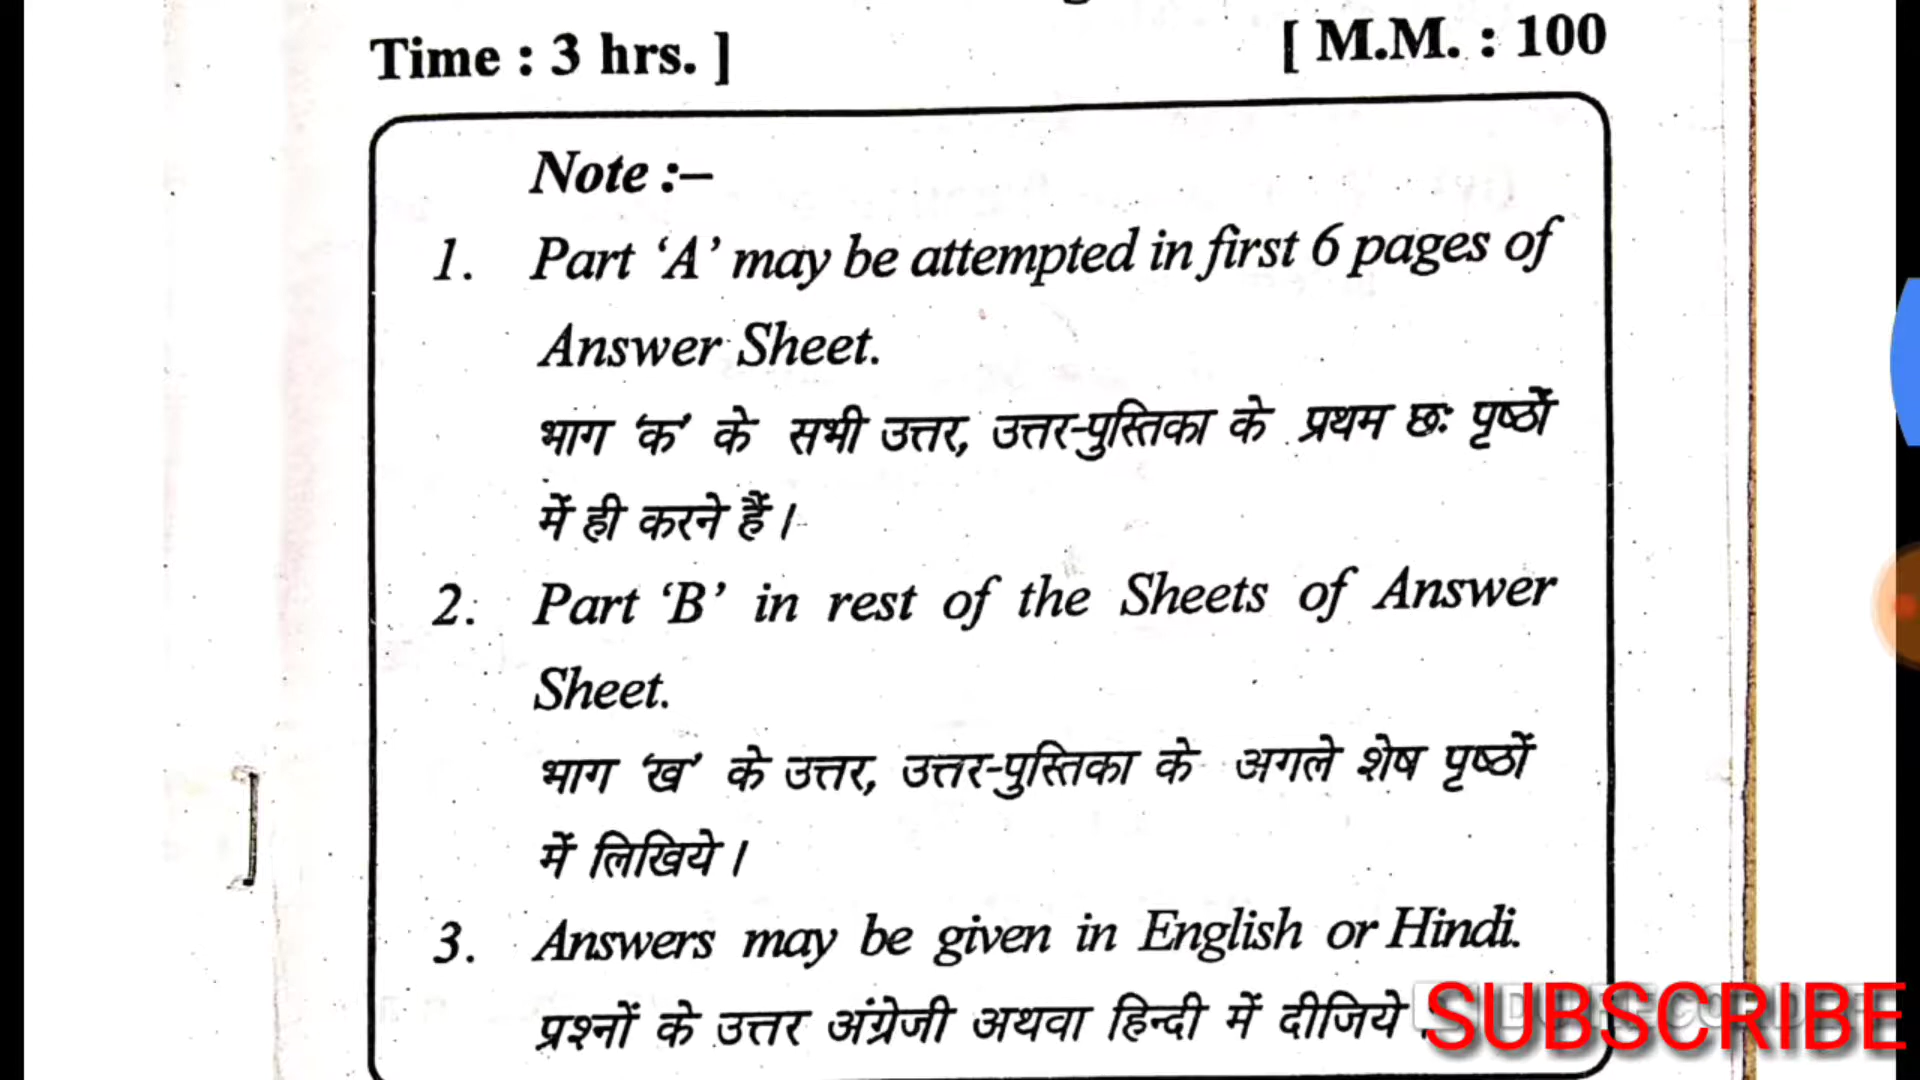 Time : 3 hrs. ]
[ M.M. : 100
Note :–
1. Part ‘A’ may be attempted in first 6 pages of
Answer Sheet.
भाग ‘क’ के सभी उत्तर, उत्तर-पुस्तिका के प्रथम छः पृष्ठों
में ही करने हैं।
2. Part ‘B’ in rest of the Sheets of Answer
Sheet.
भाग ‘ख’ के उत्तर, उत्तर-पुस्तिका के अगले शेष पृष्ठों
में लिखिये।
3. Answers may be given in English or Hindi.
प्रश्नों के उत्तर अंग्रेजी अथवा हिन्दी में दीजिये
SUBSCRIBE